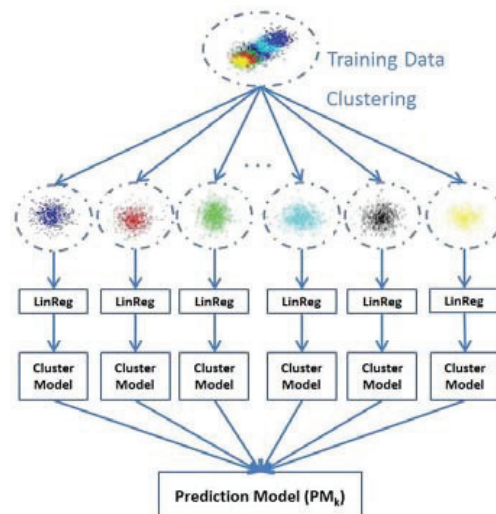 Training Data
Clustering
...
LinReg LinReg LinReg LinReg LinReg LinReg
Cluster Cluster Cluster Cluster Cluster Cluster
Model Model Model Model Model Model
Prediction Model (PMk)